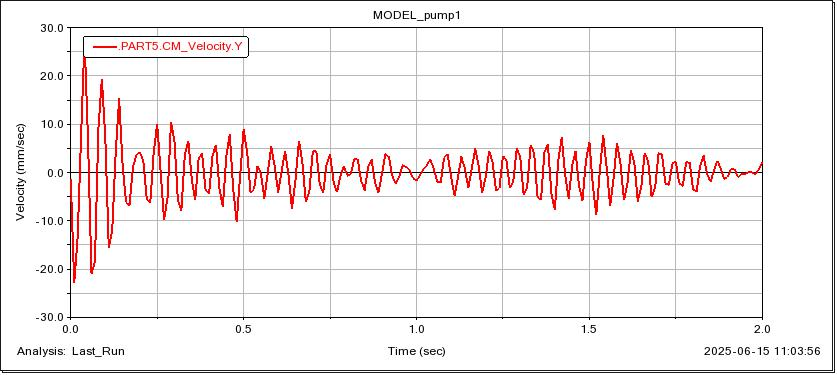 MODEL_pump1
30.0
.PART5.CM_Velocity.Y
20.0
10.0
0.0
-10.0
-20.0
-30.0
Velocity (mm/sec)
0.0 0.5 1.0 1.5 2.0
Analysis: Last_Run Time (sec) 2025-06-15 11:03:56